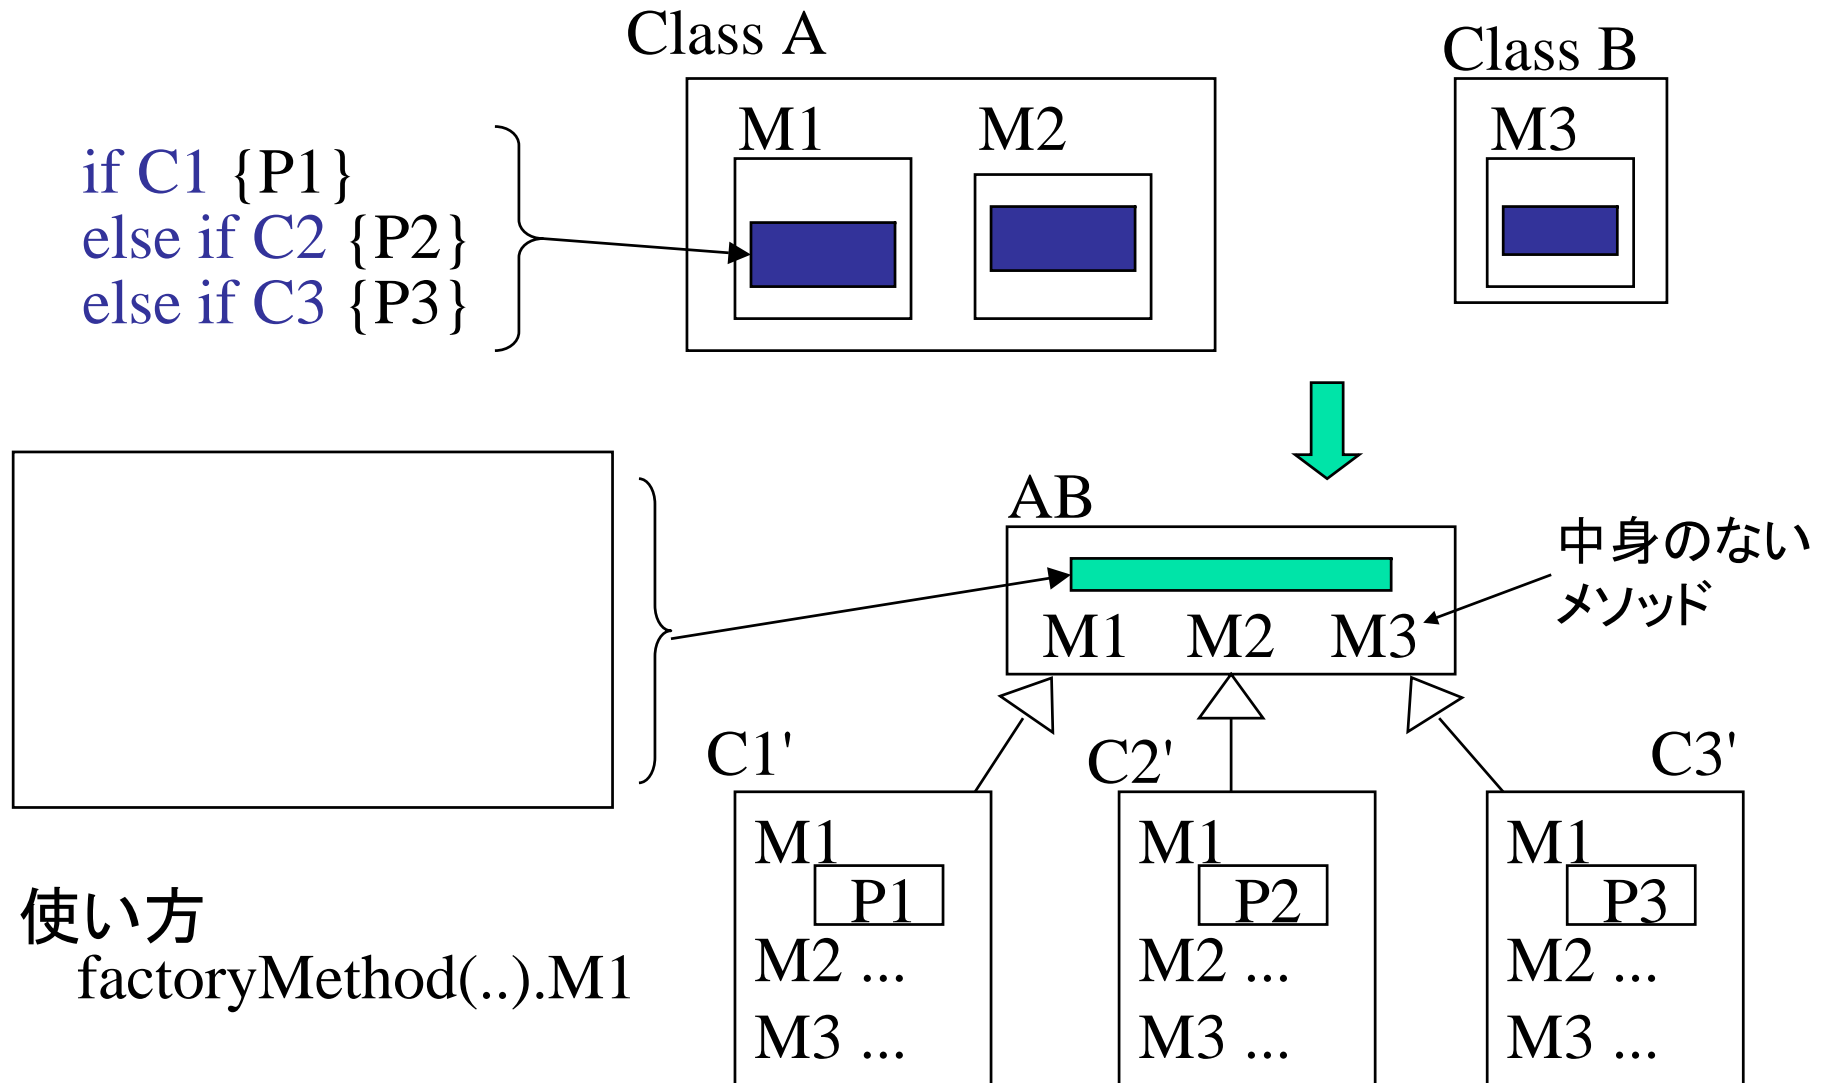 Class A
Class B
M1 M2
M3
if C1 {P1}
else if C2 {P2}
else if C3 {P3}
AB
中身のない
メソッド
M1 M2 M3
C1'
C2'
C3'
M1
P1
M2 ...
M3 ...
M1
P2
M2 ...
M3 ...
M1
P3
M2 ...
M3 ...
使い方
factoryMethod(..).M1